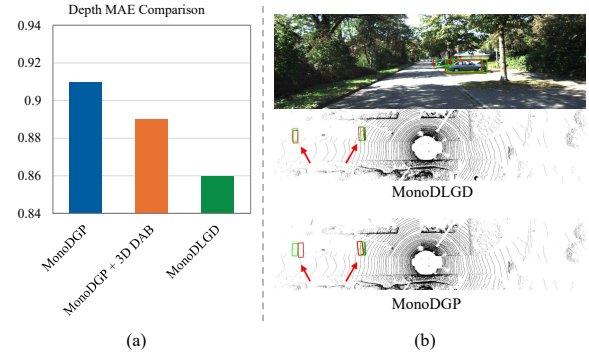 Depth MAE Comparison
0.94
0.92
0.9
0.88
0.86
0.84
MonoDGP
MonoDGP + 3D DAB
MonoDLGD
(a)
MonoDLGD
MonoDGP
(b)